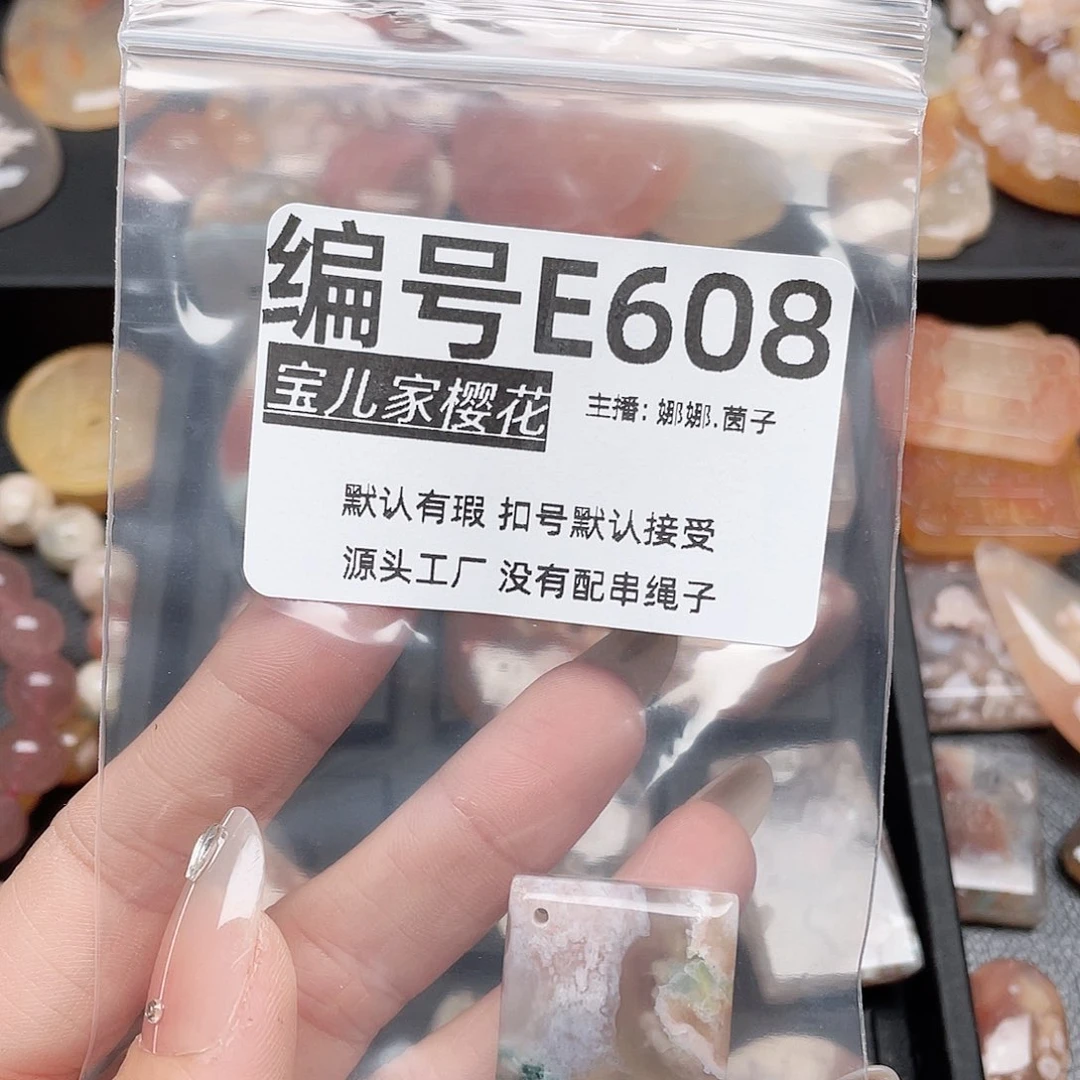 编号E608
宝儿家樱花 主播: 娜娜.茵子
默认有瑕 扣号默认接受
源头工厂 没有配串绳子